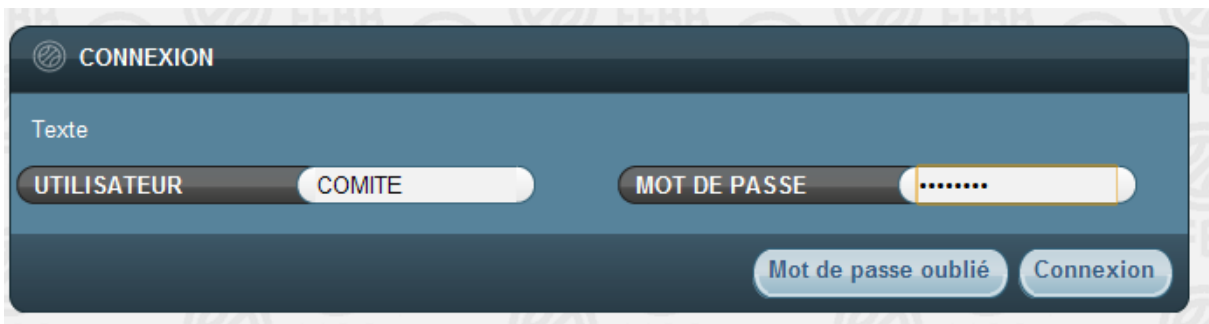 CONNEXION
Texte
UTILISATEUR COMITE MOT DE PASSE ••••••••
Mot de passe oublié Connexion